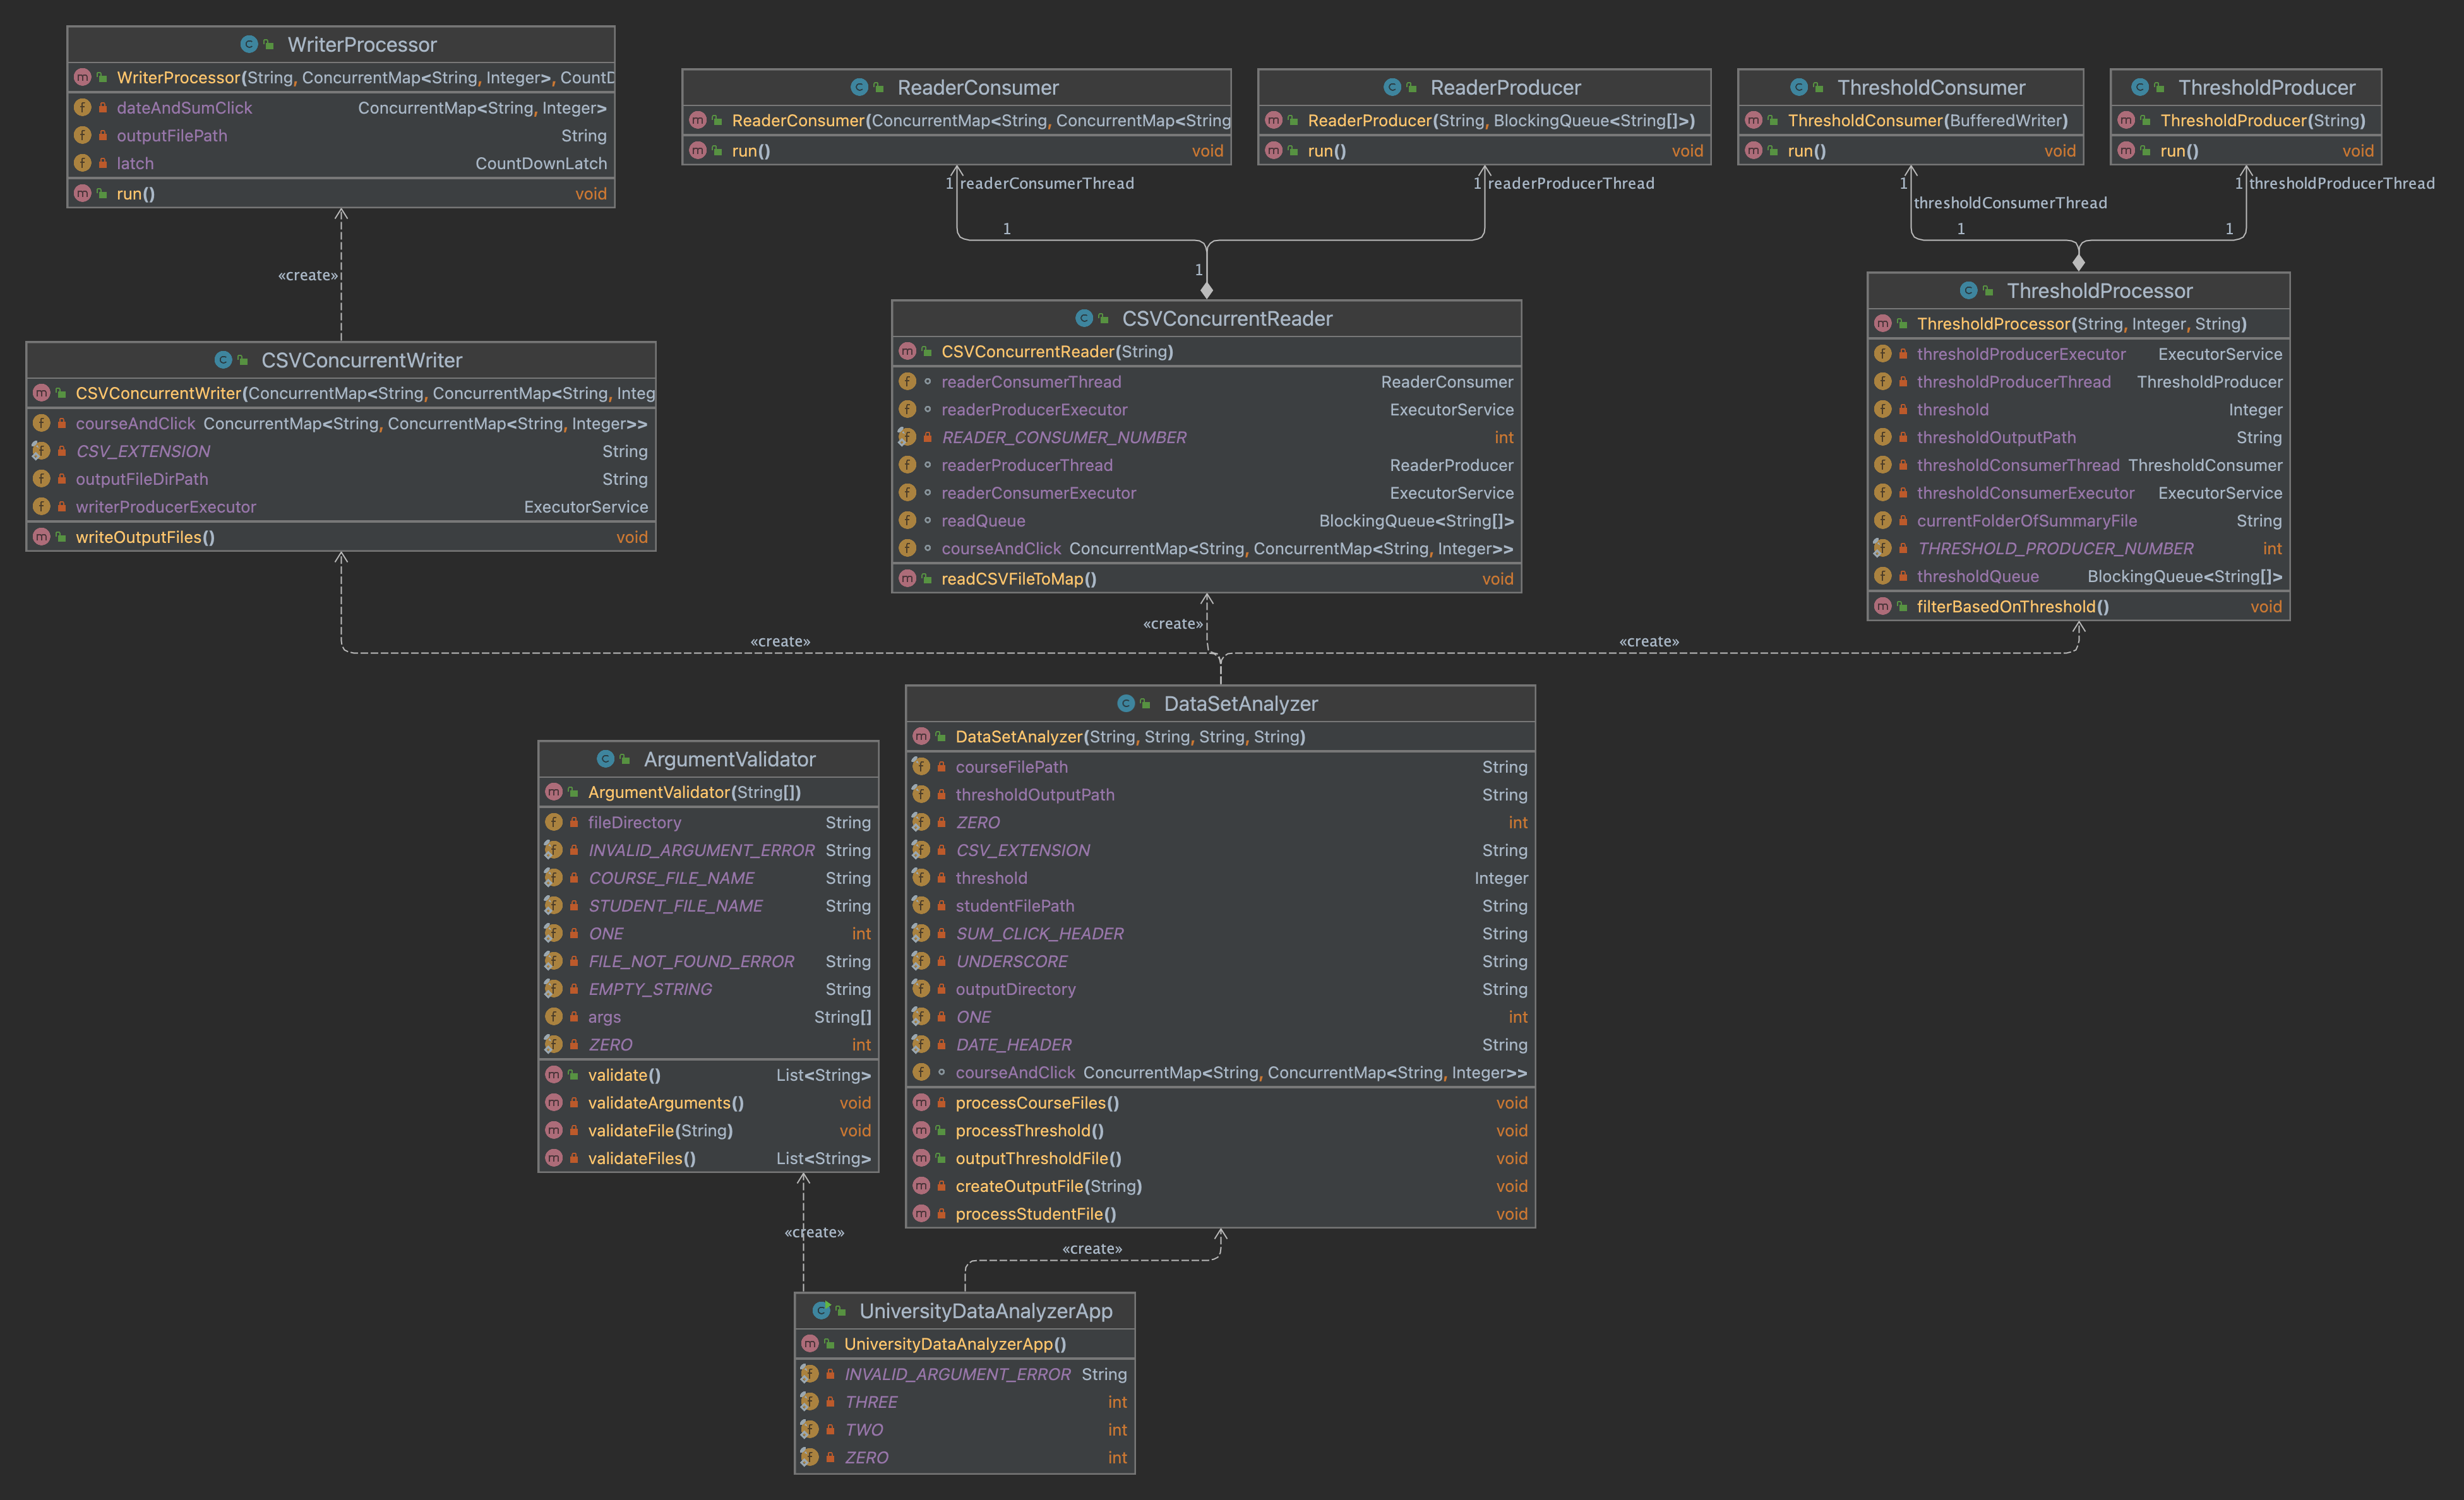 WriterProcessor
WriterProcessor(String, ConcurrentMap<String, Integer>, CountD
dateAndSumClick ConcurrentMap<String, Integer>
outputFilePath String
latch CountDownLatch
run() void
ReaderConsumer
ReaderConsumer(ConcurrentMap<String, ConcurrentMap<String
run() void
ReaderProducer
ReaderProducer(String, BlockingQueue<String[]>)
run() void
ThresholdConsumer
ThresholdConsumer(BufferedWriter)
run() void
ThresholdProducer
ThresholdProducer(String)
run() void
1 readerConsumerThread
1 readerProducerThread
1
thresholdConsumerThread
1 thresholdProducerThread
1
1
1
1
«create»
CSVConcurrentWriter
CSVConcurrentWriter(ConcurrentMap<String, ConcurrentMap<String, Integ
courseAndClick ConcurrentMap<String, ConcurrentMap<String, Integer>>
CSV_EXTENSION String
outputFileDirPath String
writerProducerExecutor ExecutorService
writeOutputFiles() void
CSVConcurrentReader
CSVConcurrentReader(String)
readerConsumerThread ReaderConsumer
readerProducerExecutor ExecutorService
READER_CONSUMER_NUMBER int
readerProducerThread ReaderProducer
readerConsumerExecutor ExecutorService
readQueue BlockingQueue<String[]>
courseAndClick ConcurrentMap<String, ConcurrentMap<String, Integer>>
readCSVFileToMap() void
ThresholdProcessor
ThresholdProcessor(String, Integer, String)
thresholdProducerExecutor ExecutorService
thresholdProducerThread ThresholdProducer
threshold Integer
thresholdOutputPath String
thresholdConsumerThread ThresholdConsumer
thresholdConsumerExecutor ExecutorService
currentFolderOfSummaryFile String
THRESHOLD_PRODUCER_NUMBER int
thresholdQueue BlockingQueue<String[]>
filterBasedOnThreshold() void
«create»
«create»
«create»
ArgumentValidator
ArgumentValidator(String[])
fileDirectory String
INVALID_ARGUMENT_ERROR String
COURSE_FILE_NAME String
STUDENT_FILE_NAME String
ONE int
FILE_NOT_FOUND_ERROR String
EMPTY_STRING String
args String[]
ZERO int
validate() List<String>
validateArguments() void
validateFile(String) void
validateFiles() List<String>
DataSetAnalyzer
DataSetAnalyzer(String, String, String, String)
courseFilePath String
thresholdOutputPath String
ZERO int
CSV_EXTENSION String
threshold Integer
studentFilePath String
SUM_CLICK_HEADER String
UNDERSCORE String
outputDirectory String
ONE int
DATE_HEADER String
courseAndClick ConcurrentMap<String, ConcurrentMap<String, Integer>>
processCourseFiles() void
processThreshold() void
outputThresholdFile() void
createOutputFile(String) void
processStudentFile() void
«create»
«create»
UniversityDataAnalyzerApp
UniversityDataAnalyzerApp()
INVALID_ARGUMENT_ERROR String
THREE int
TWO int
ZERO int